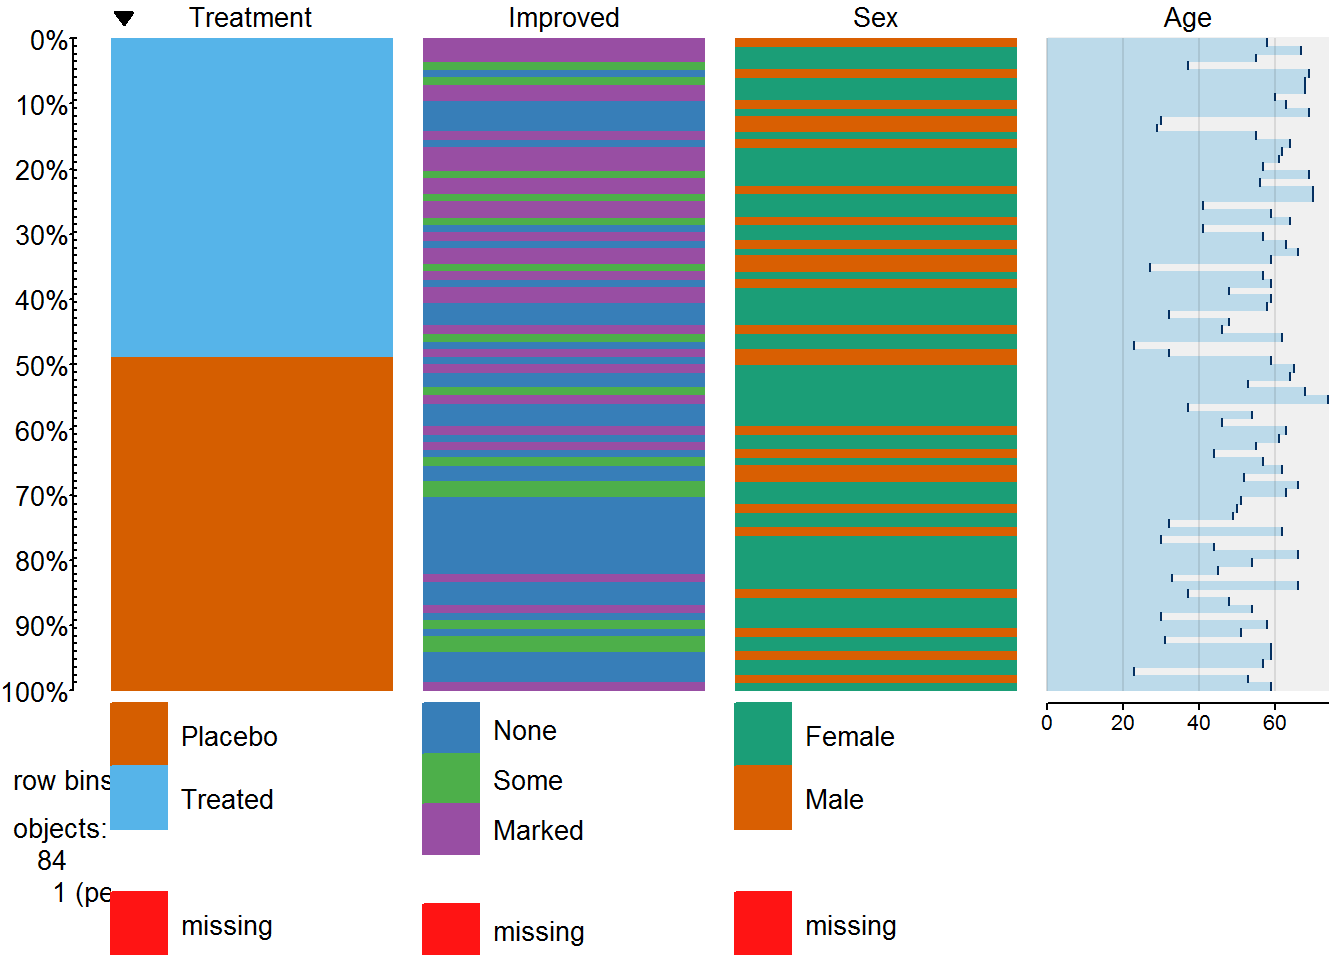 Treatment
Improved
Sex
Age
0%
10%
20%
30%
40%
50%
60%
70%
80%
90%
100%
0 20 40 60
Placebo
Treated
missing
None
Some
Marked
missing
Female
Male
missing
row bins
objects:
84
1 (pe